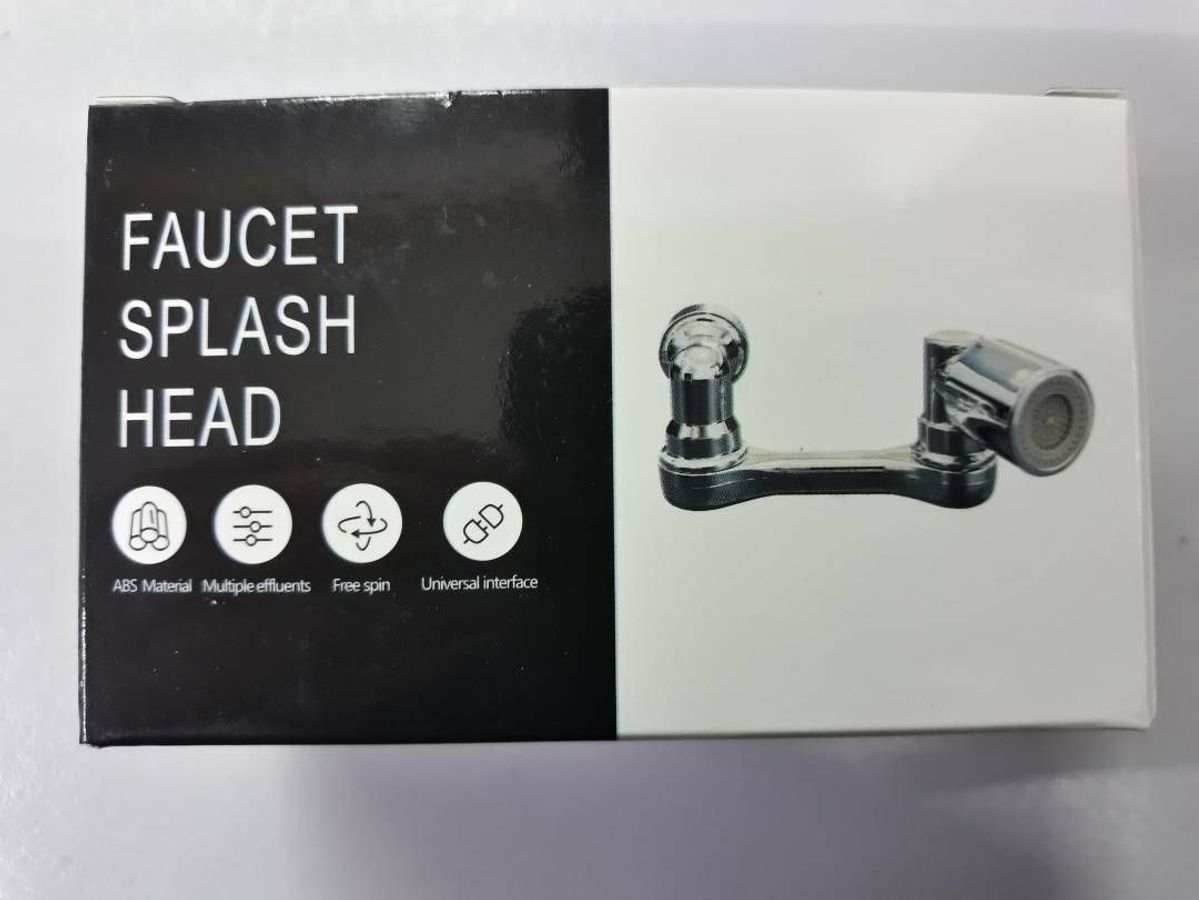 FAUCET
SPLASH
HEAD
ABS Material Multiple effluents Free spin Universal interface